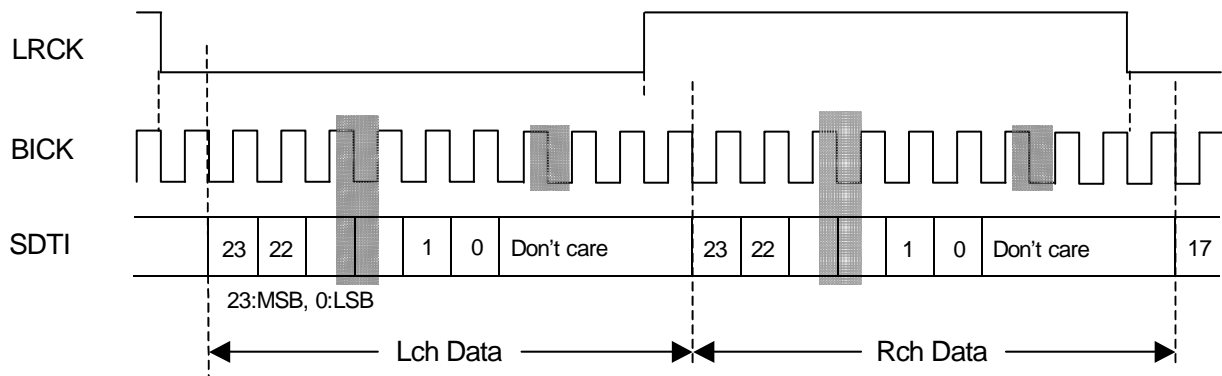 LRCK
BICK
SDTI
23 22 1 0 Don't care 23 22 1 0 Don't care 17
23:MSB, 0:LSB
Lch Data Rch Data